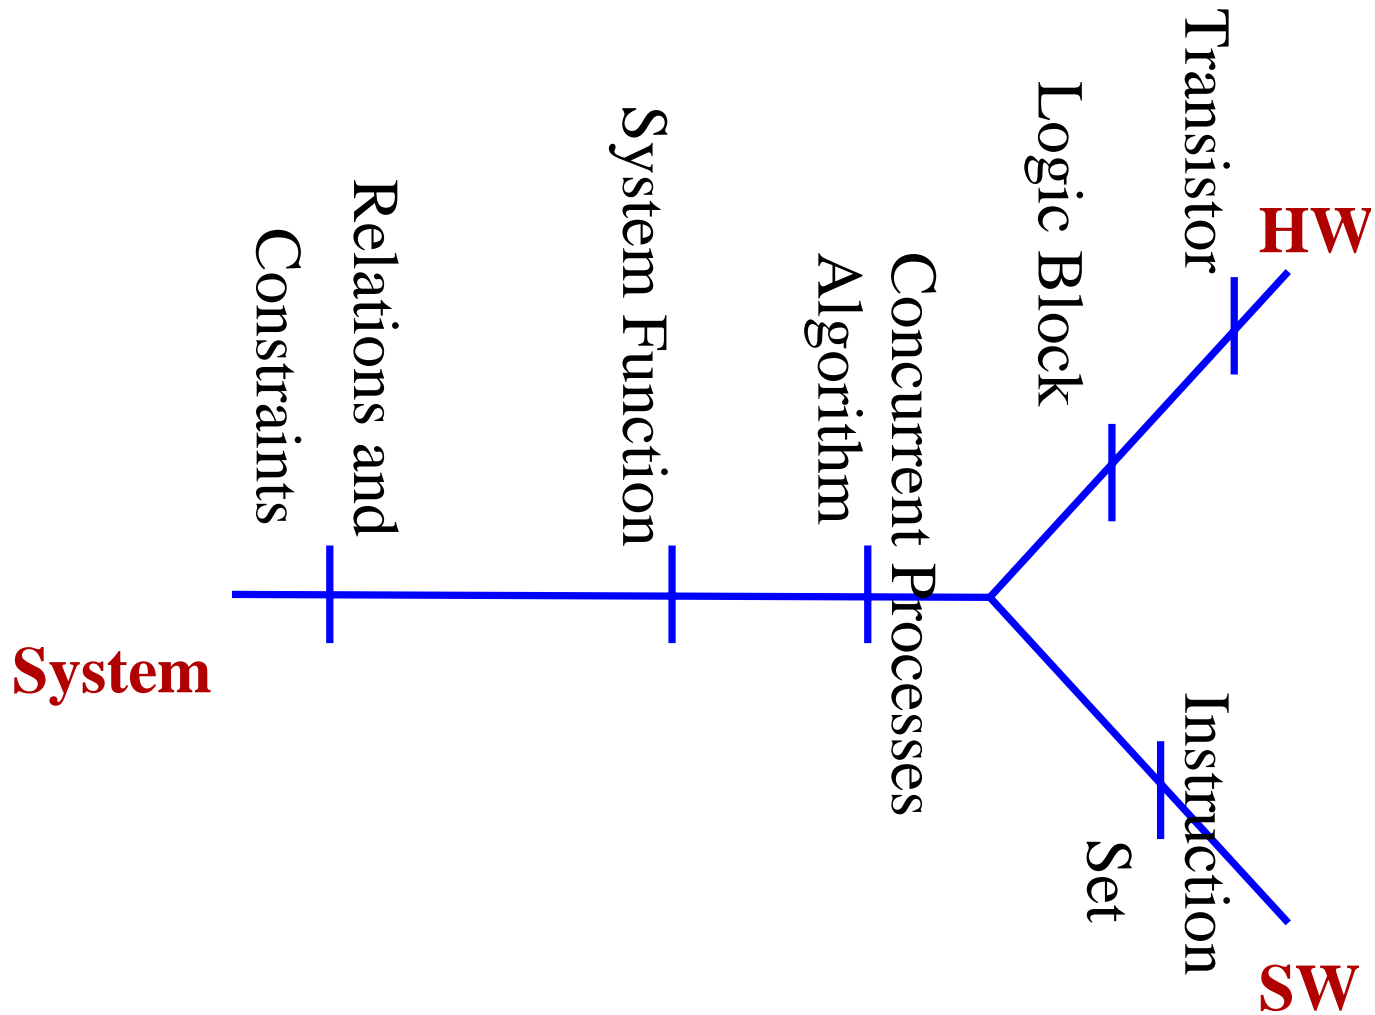 Transistor
HW
Logic Block
System Function
Relations and
Constraints
Concurrent Processes
Algorithm
System
Instruction
Set
SW